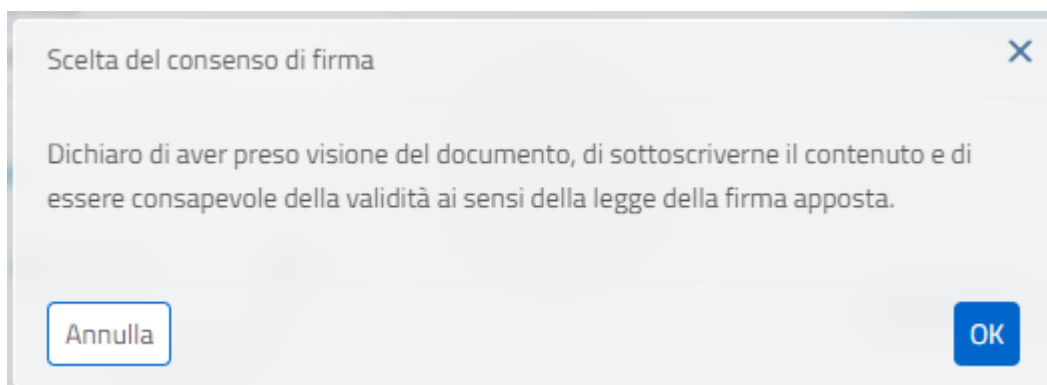 Scelta del consenso di firma
Dichiaro di aver preso visione del documento, di sottoscriverne il contenuto e di
essere consapevole della validità ai sensi della legge della firma apposta.
Annulla
OK